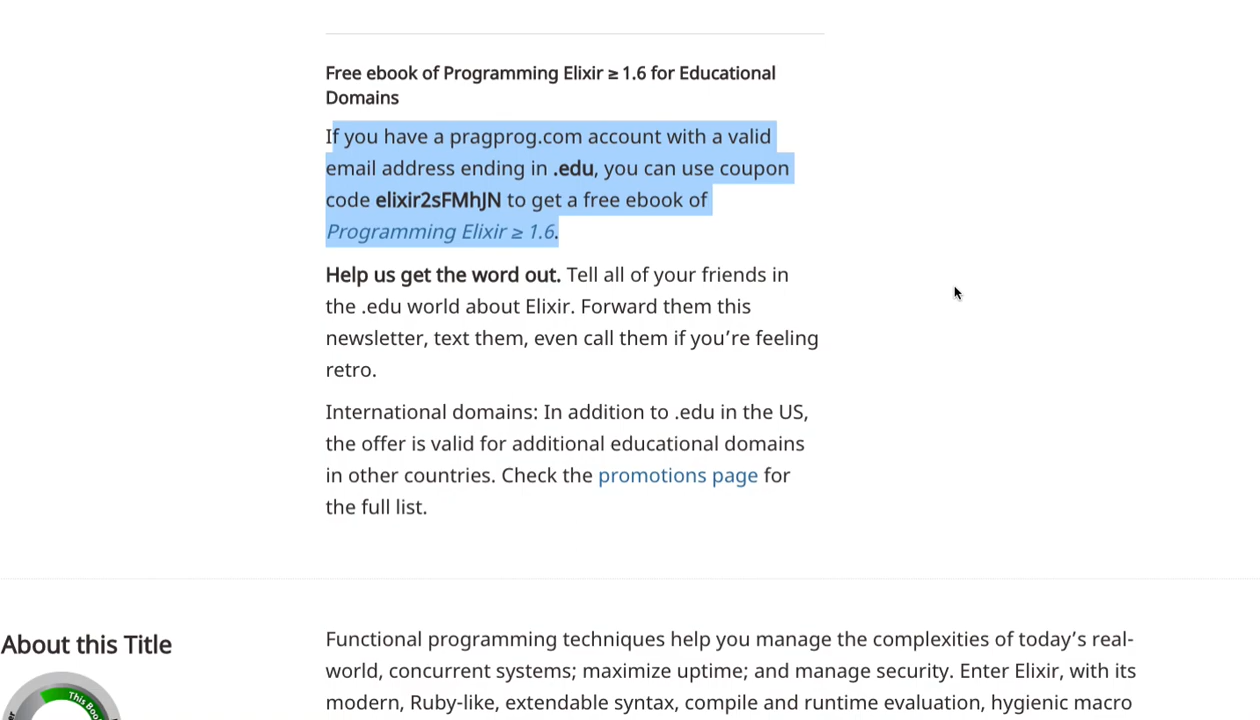 Free ebook of Programming Elixir ≥ 1.6 for Educational
Domains
If you have a pragprog.com account with a valid
email address ending in .edu, you can use coupon
code elixir2sFMhJN to get a free ebook of
Programming Elixir ≥ 1.6.
Help us get the word out. Tell all of your friends in
the .edu world about Elixir. Forward them this
newsletter, text them, even call them if you’re feeling
retro.
International domains: In addition to .edu in the US,
the offer is valid for additional educational domains
in other countries. Check the promotions page for
the full list.
About this Title
Functional programming techniques help you manage the complexities of today’s real-
world, concurrent systems; maximize uptime; and manage security. Enter Elixir, with its
modern, Ruby-like, extendable syntax, compile and runtime evaluation, hygienic macro
This